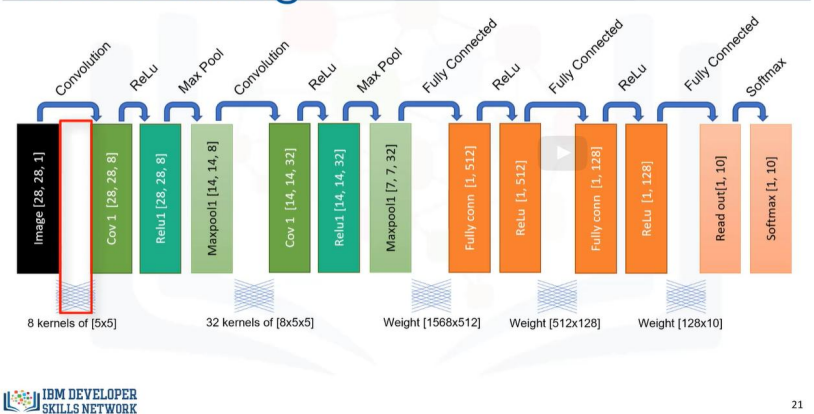 Convolution
ReLu
Max Pool
Convolution
ReLu
Max Pool
Fully Connected
ReLu
Fully Connected
ReLu
Fully Connected
Softmax
Image [28, 28, 1]
Cov 1 [28, 28, 8]
Relu1 [28, 28, 8]
Maxpool1 [14, 14, 8]
Cov 1 [14, 14, 32]
Relu1 [14, 14, 32]
Maxpool1 [7, 7, 32]
Fully conn [1, 512]
ReLu [1, 512]
Fully conn [1, 128]
ReLu [1, 128]
Read out[1, 10]
Softmax [1, 10]
8 kernels of [5x5]
32 kernels of [8x5x5]
Weight [1568x512]
Weight [512x128]
Weight [128x10]
IBM DEVELOPER
SKILLS NETWORK
21